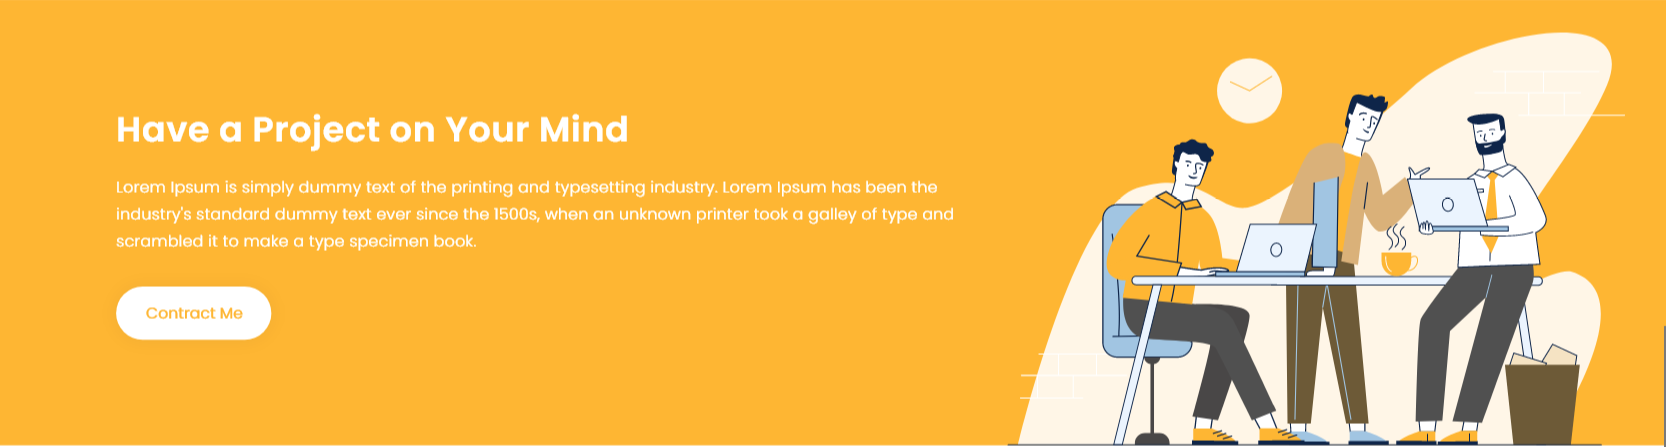 Have a Project on Your Mind
Lorem Ipsum is simply dummy text of the printing and typesetting industry. Lorem Ipsum has been the
industry's standard dummy text ever since the 1500s, when an unknown printer took a galley of type and
scrambled it to make a type specimen book.
Contract Me